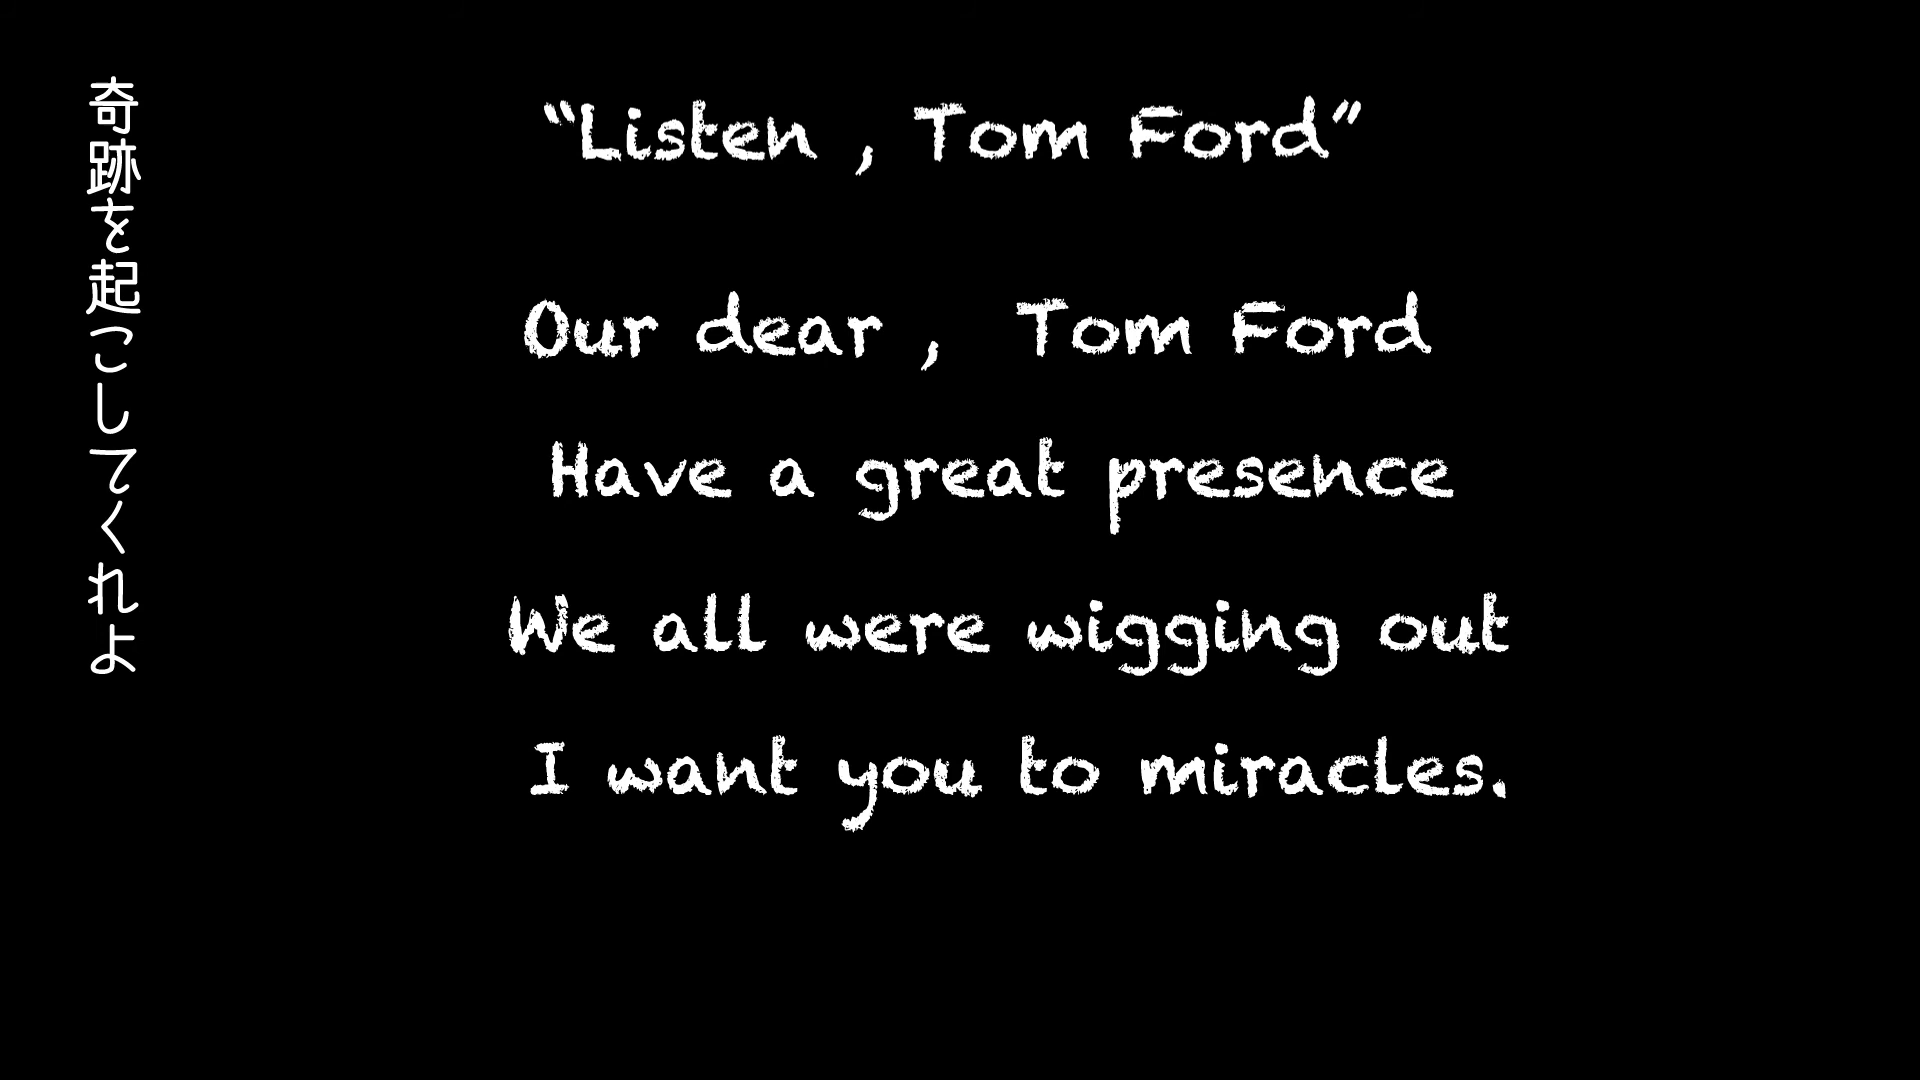 奇跡を起こしてくれよ
“Listen , Tom Ford”
Our dear , Tom Ford
Have a great presence
We all were wigging out
I want you to miracles.